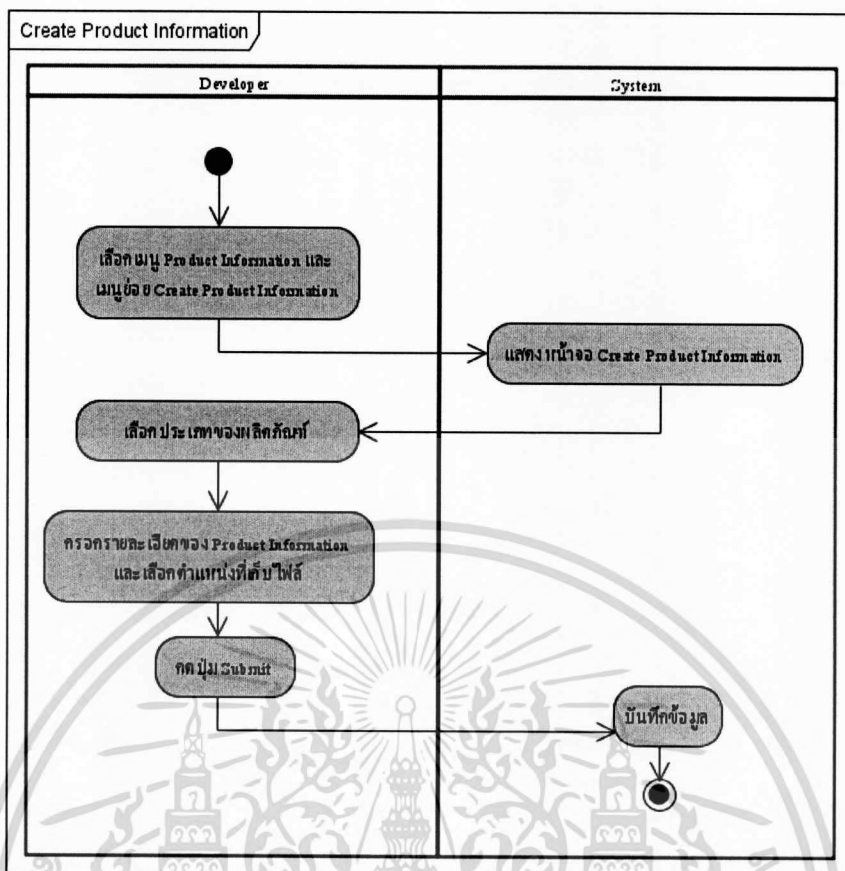 Create Product Information
Developer
System
เลือกเมนู Product Information และ
เมนูย่อย Create Product Information
แสดงหน้าจอ Create Product Information
เลือกประเภทของผลิตภัณฑ์
กรอกรายละเอียดของ Product Information
และเลือกตำแหน่งที่เก็บไฟล์
กดปุ่ม Submit
บันทึกข้อมูล